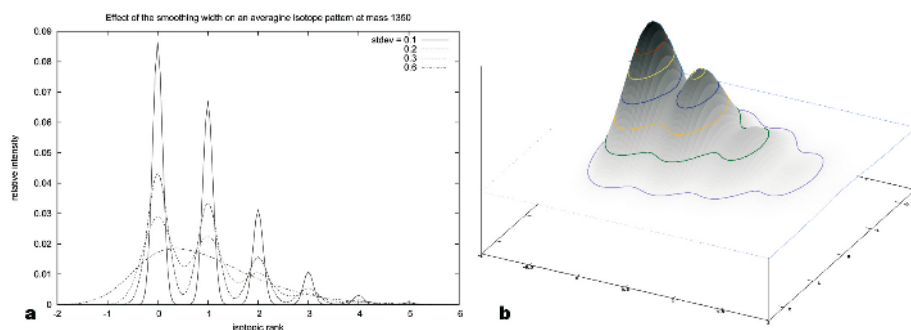 Effect of the smoothing width on an averagine isotope pattern at mass 1350
0.09
0.08
0.07
0.06
0.05
0.04
0.03
0.02
0.01
0
relative intensity
stdev = 0.1
0.2
0.3
0.6
-2 -1 0 1 2 3 4 5 6
isotopic rank
a
b